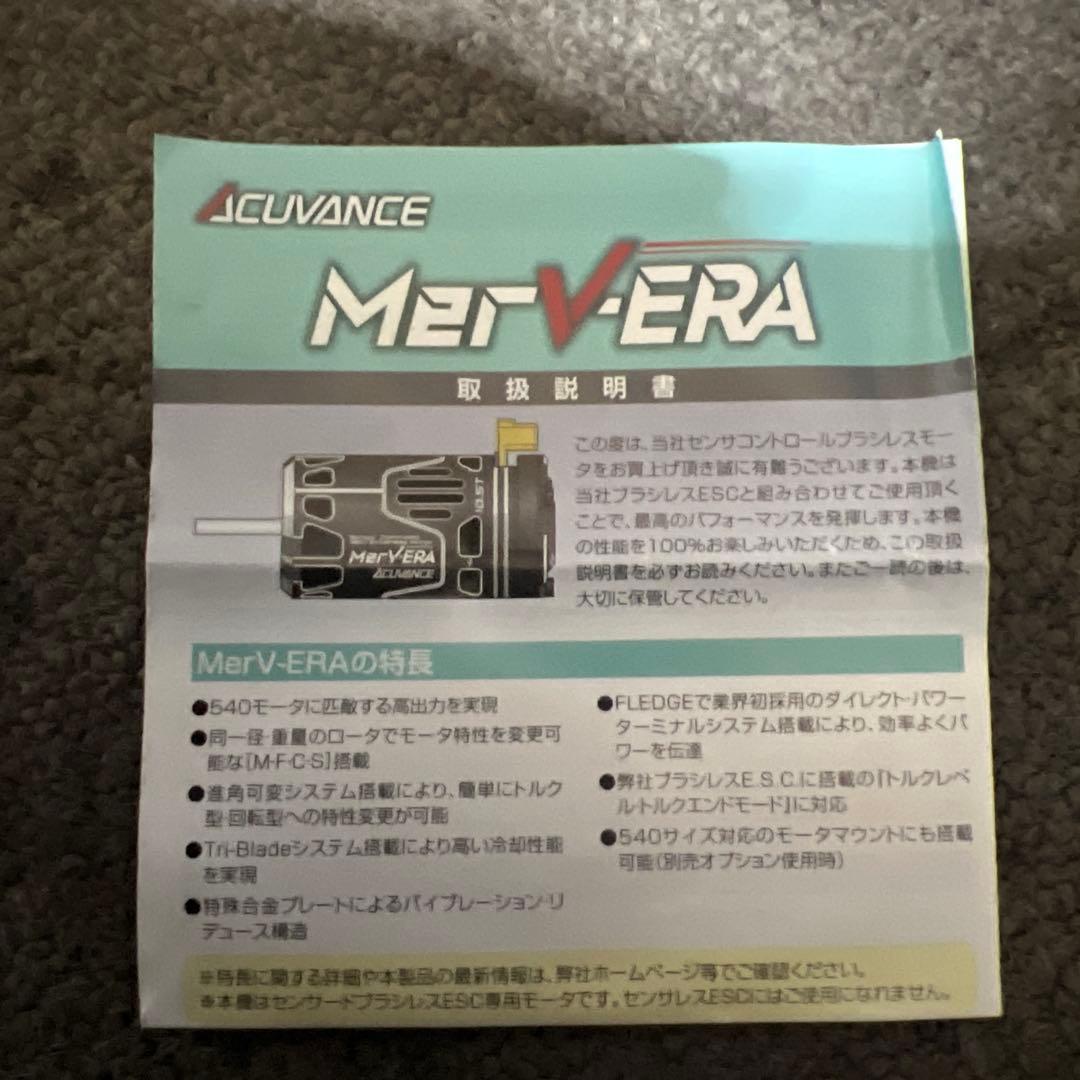 ACUVANCE
MerV-ERA
取扱説明書
この度は、当社センサコントロールブラシレスモー
タをお買上げ頂き誠に有難うございます。本機は
当社ブラシレスESCと組み合わせてご使用頂く
ことで、最高のパフォーマンスを発揮します。本機
の性能を100%お楽しみいただくため、この取扱
説明書を必ずお読みください。またご一読の後は、
大切に保管してください。
10.5T
MerV-ERA
ACUVANCE
MerV-ERAの特長
●540モータに匹敵する高出力を実現
●同一径・重量のロータでモータ特性を変更可
能な[M・F・C・S]搭載
●進角可変システム搭載により、簡単にトルク
型・回転型への特性変更が可能
●Tri-Bladeシステム搭載により高い冷却性能
を実現
●特殊合金プレートによるバイブレーション・リ
デュース構造
●FLEDGEで業界初採用のダイレクト・パワー
ターミナルシステム搭載により、効率よくパ
ワーを伝達
●弊社ブラシレスE.S.C.に搭載の『トルクレベ
ルトルクエンドモード』に対応
●540サイズ対応のモータマウントにも搭載
可能(別売オプション使用時)
※特長に関する詳細や本製品の最新情報は、弊社ホームページ等でご確認ください。
※本機はセンサードブラシレスESC専用モータです。センサレスESCにはご使用になれません。